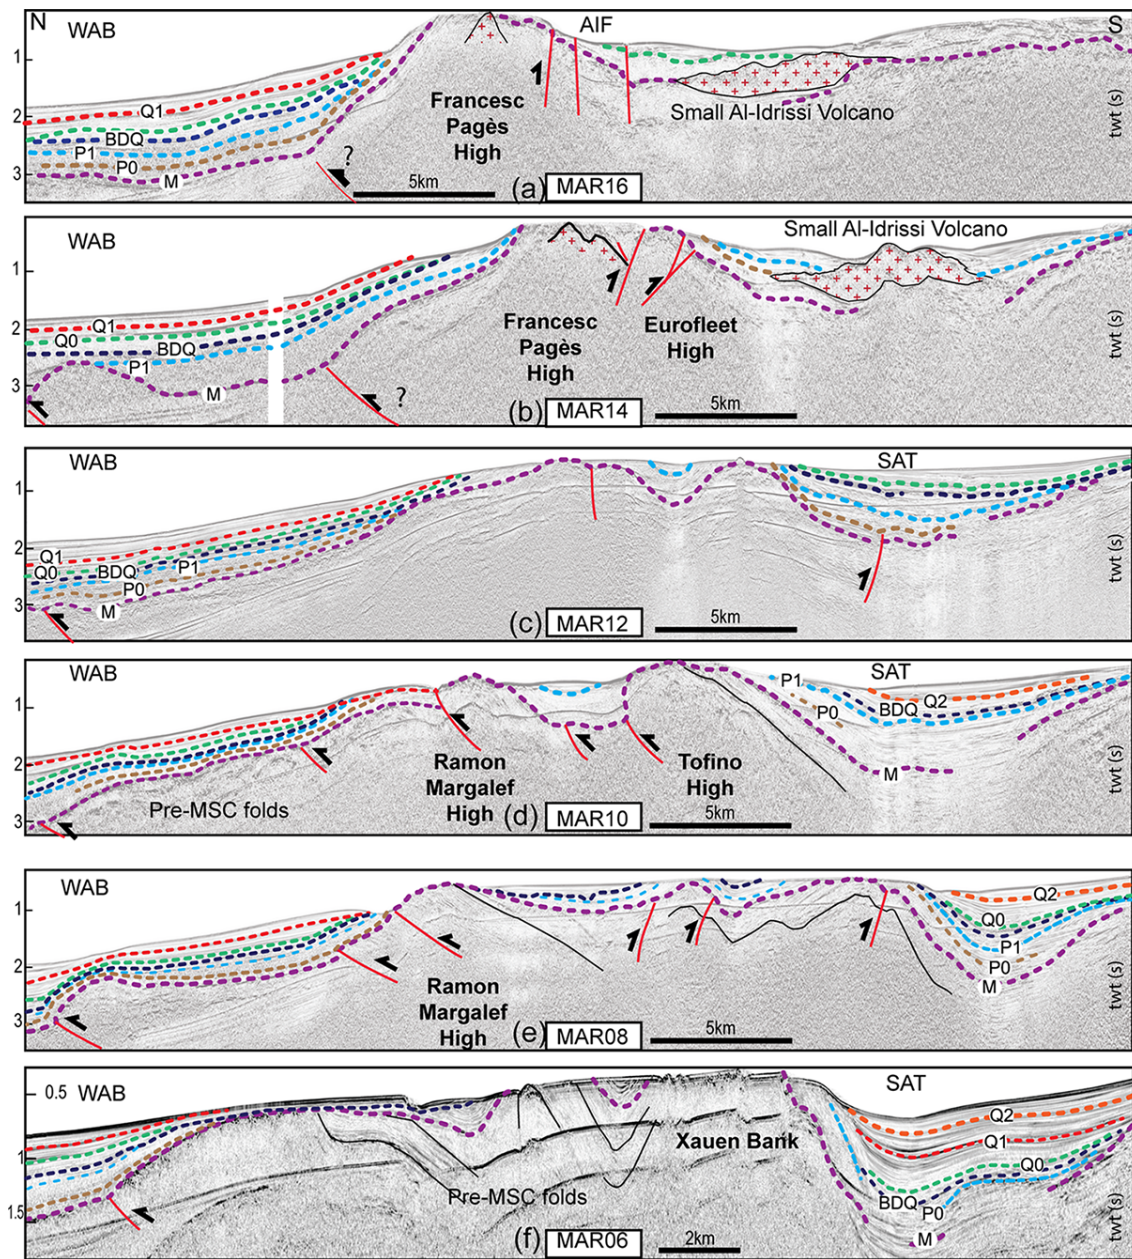 N
WAB
AIF
S
1
2
3
Q1
BDQ
P1
P0
M
?
Francesc
Pagès
High
Small Al-Idrissi Volcano
5km
(a) MAR16
twt (s)
WAB
Small Al-Idrissi Volcano
1
2
3
Q1
Q0
BDQ
P1
M
?
Francesc
Pagès
High
Eurofleet
High
5km
(b) MAR14
twt (s)
WAB
SAT
1
2
3
Q1
Q0
BDQ
P1
P0
M
5km
(c) MAR12
twt (s)
WAB
SAT
1
2
3
P1
P0
Q2
BDQ
M
Pre-MSC folds
Ramon
Margalef
High
Tofino
High
5km
(d) MAR10
twt (s)
WAB
SAT
1
2
3
Q2
Q0
P1
P0
M
Ramon
Margalef
High
5km
(e) MAR08
twt (s)
WAB
SAT
0.5
1
1.5
Q2
Q1
Q0
BDQ
P0
M
Xauen Bank
Pre-MSC folds
2km
(f) MAR06
twt (s)